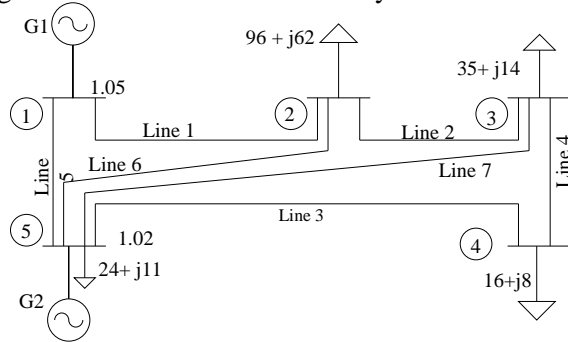 G1
96 + j62
35+ j14
1.05
1
2
3
Line 1
Line 2
Line 4
Line 5
Line 6
Line 7
Line 3
5
1.02
4
24+ j11
16+j8
G2